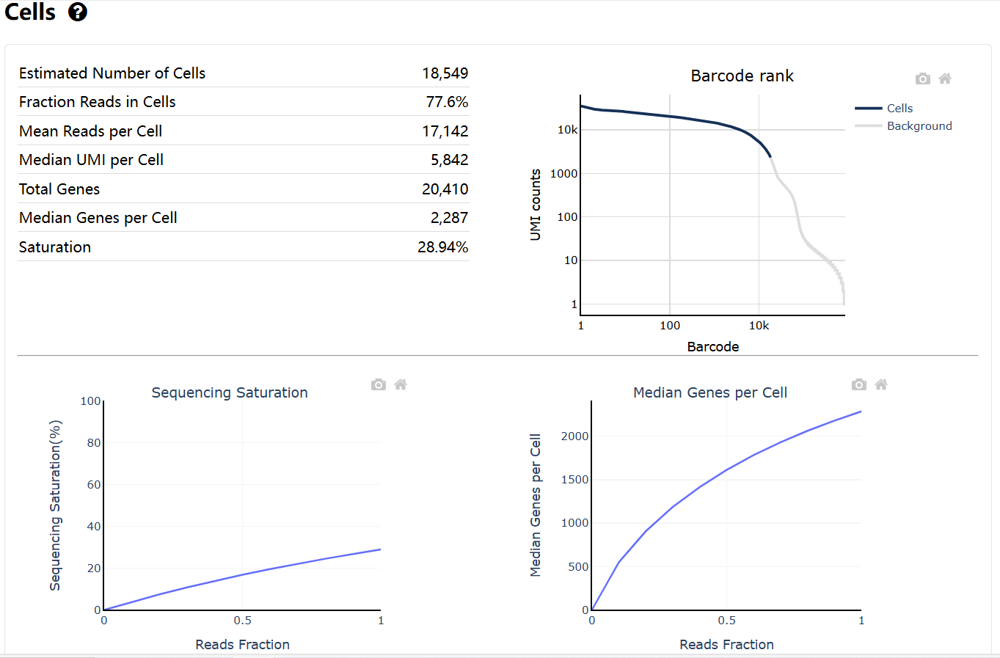 Cells ?
Estimated Number of Cells 18,549
Fraction Reads in Cells 77.6%
Mean Reads per Cell 17,142
Median UMI per Cell 5,842
Total Genes 20,410
Median Genes per Cell 2,287
Saturation 28.94%
Barcode rank
Cells
Background
UMI counts
10k
1000
100
10
1
1 100 10k
Barcode
Sequencing Saturation
Sequencing Saturation(%)
100
80
60
40
20
0
0 0.5 1
Reads Fraction
Median Genes per Cell
Median Genes per Cell
2000
1500
1000
500
0
0 0.5 1
Reads Fraction